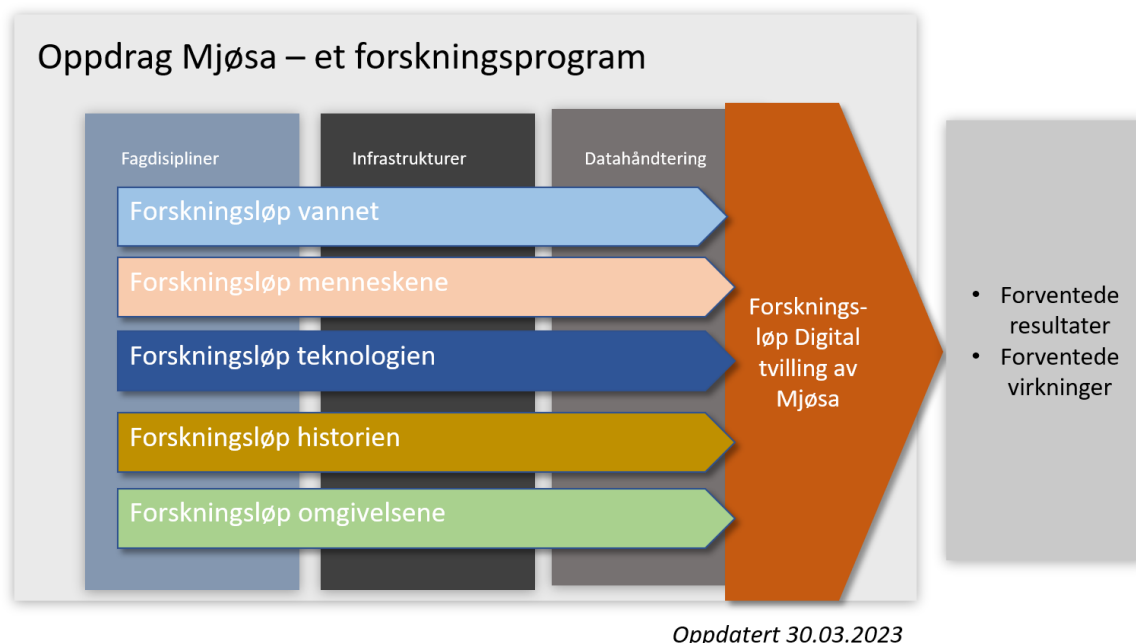 Oppdrag Mjøsa – et forskningsprogram
Fagdisipliner
Infrastrukturer
Datahåndtering
Forskningsløp vannet
Forskningsløp menneskene
Forskningsløp teknologien
Forskningsløp historien
Forskningsløp omgivelsene
Forsknings-
løp Digital
tvilling av
Mjøsa
• Forventede
resultater
• Forventede
virkninger
Oppdatert 30.03.2023